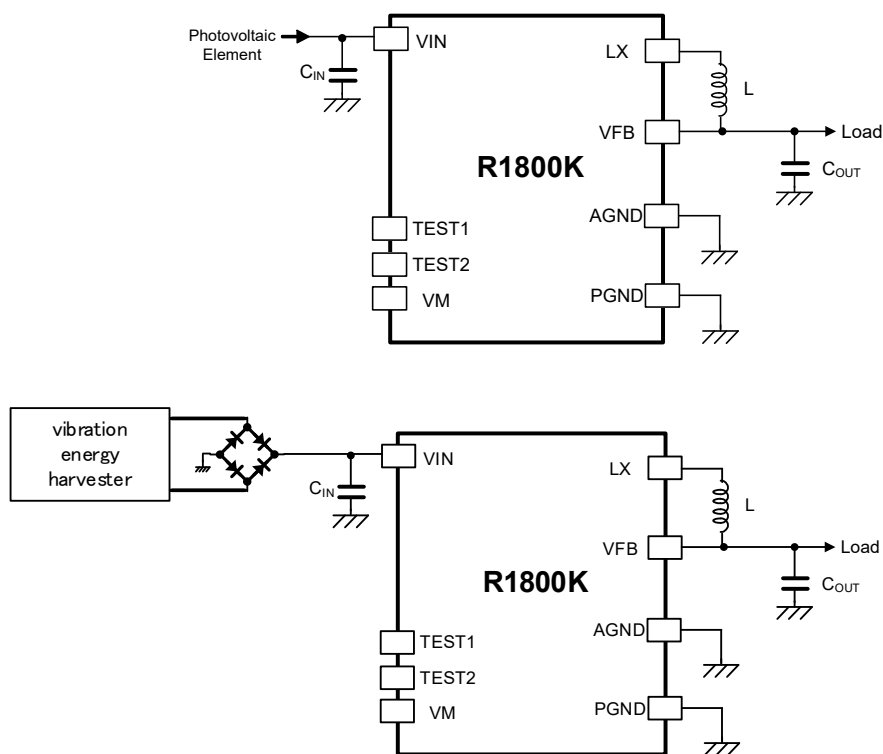 Photovoltaic
Element
VIN
CIN
LX
L
VFB
Load
COUT
R1800K
TEST1
TEST2
VM
AGND
PGND
vibration
energy
harvester
VIN
CIN
LX
L
VFB
Load
COUT
R1800K
TEST1
TEST2
VM
AGND
PGND